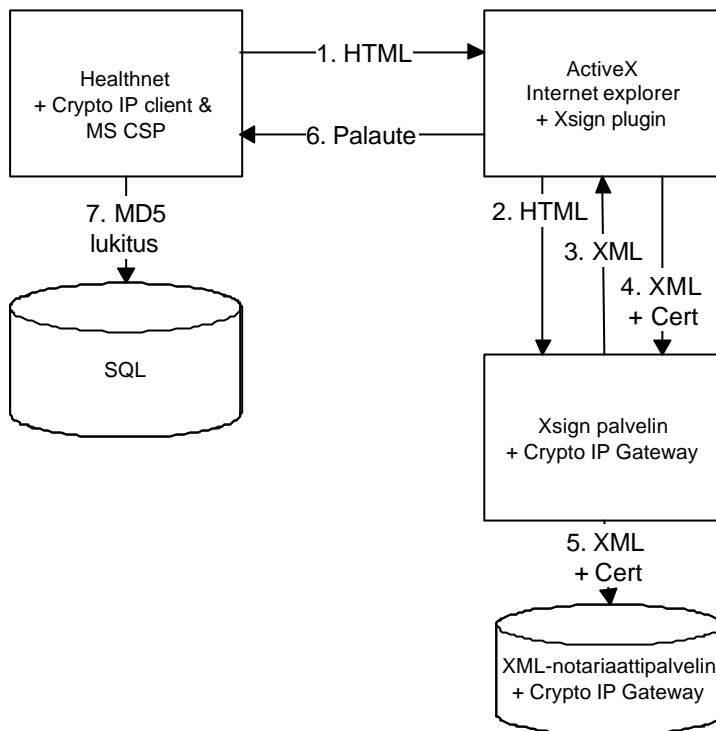 Healthnet
+ Crypto IP client &
MS CSP
1. HTML
ActiveX
Internet explorer
+ Xsign plugin
6. Palaute
7. MD5
lukitus
2. HTML
3. XML
4. XML
+ Cert
SQL
Xsign palvelin
+ Crypto IP Gateway
5. XML
+ Cert
XML-notariaattipalvelin
+ Crypto IP Gateway